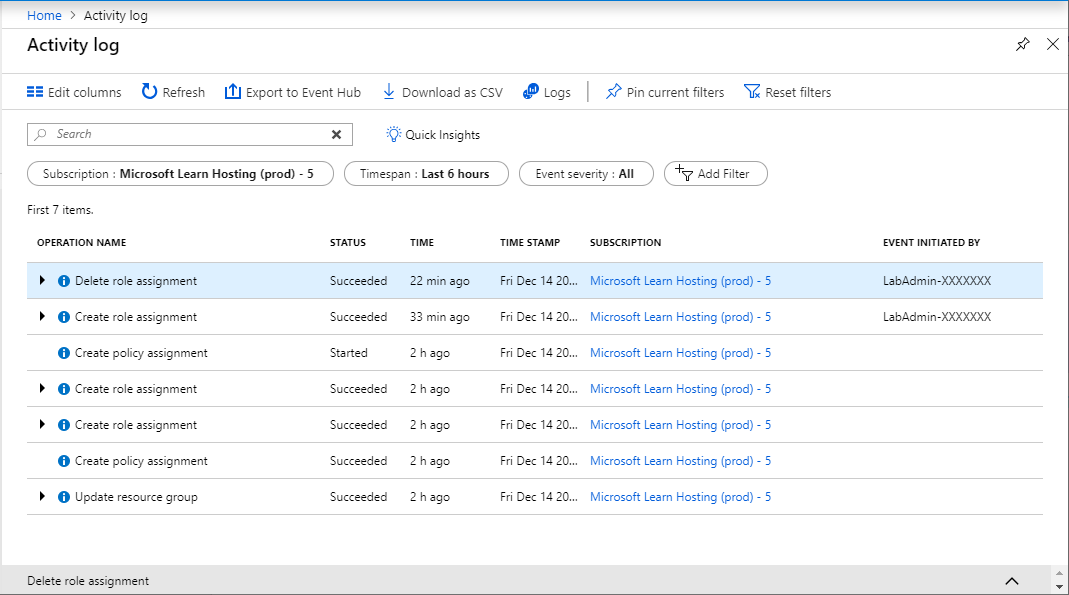 Home > Activity log
Activity log
Edit columns Refresh Export to Event Hub Download as CSV Logs Pin current filters Reset filters
Search Quick Insights
Subscription : Microsoft Learn Hosting (prod) - 5 Timespan : Last 6 hours Event severity : All Add Filter
First 7 items.
OPERATION NAME STATUS TIME TIME STAMP SUBSCRIPTION EVENT INITIATED BY
Delete role assignment Succeeded 22 min ago Fri Dec 14 20... Microsoft Learn Hosting (prod) - 5 LabAdmin-XXXXXXX
Create role assignment Succeeded 33 min ago Fri Dec 14 20... Microsoft Learn Hosting (prod) - 5 LabAdmin-XXXXXXX
Create policy assignment Started 2 h ago Fri Dec 14 20... Microsoft Learn Hosting (prod) - 5
Create role assignment Succeeded 2 h ago Fri Dec 14 20... Microsoft Learn Hosting (prod) - 5
Create role assignment Succeeded 2 h ago Fri Dec 14 20... Microsoft Learn Hosting (prod) - 5
Create policy assignment Succeeded 2 h ago Fri Dec 14 20... Microsoft Learn Hosting (prod) - 5
Update resource group Succeeded 2 h ago Fri Dec 14 20... Microsoft Learn Hosting (prod) - 5
Delete role assignment